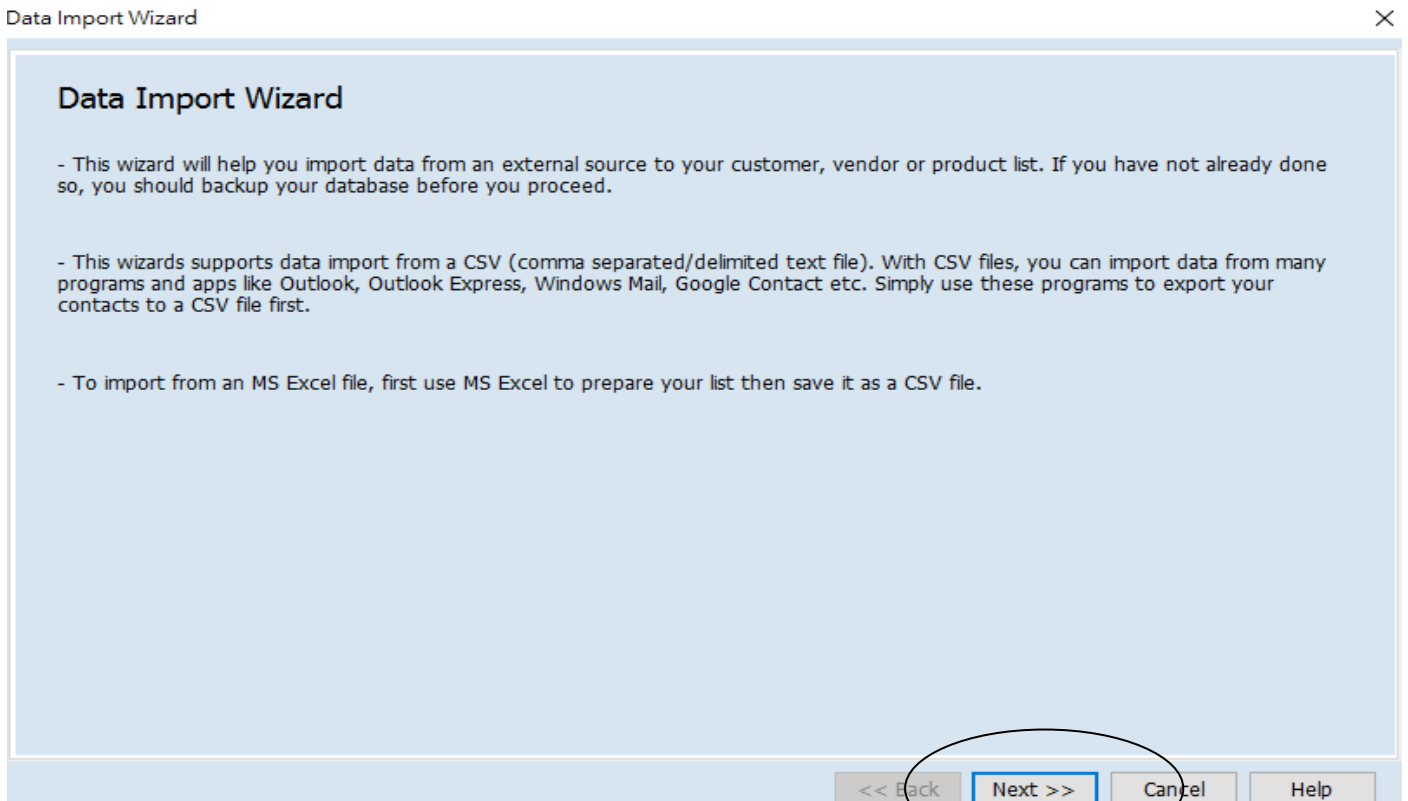 Data Import Wizard
Data Import Wizard
- This wizard will help you import data from an external source to your customer, vendor or product list. If you have not already done
so, you should backup your database before you proceed.
- This wizards supports data import from a CSV (comma separated/delimited text file). With CSV files, you can import data from many
programs and apps like Outlook, Outlook Express, Windows Mail, Google Contact etc. Simply use these programs to export your
contacts to a CSV file first.
- To import from an MS Excel file, first use MS Excel to prepare your list then save it as a CSV file.
<< Back Next >> Cancel Help